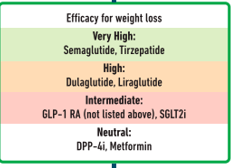 Efficacy for weight loss
Very High:
Semaglutide, Tirzepatide
High:
Dulaglutide, Liraglutide
Intermediate:
GLP-1 RA (not listed above), SGLT2i
Neutral:
DPP-4i, Metformin